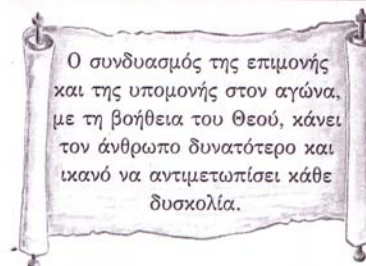 Ο συνδυασμός της επιμονής
και της υπομονής στον αγώνα,
με τη βοήθεια του Θεού, κάνει
τον άνθρωπο δυνατότερο και
ικανό να αντιμετωπίσει κάθε
δυσκολία.